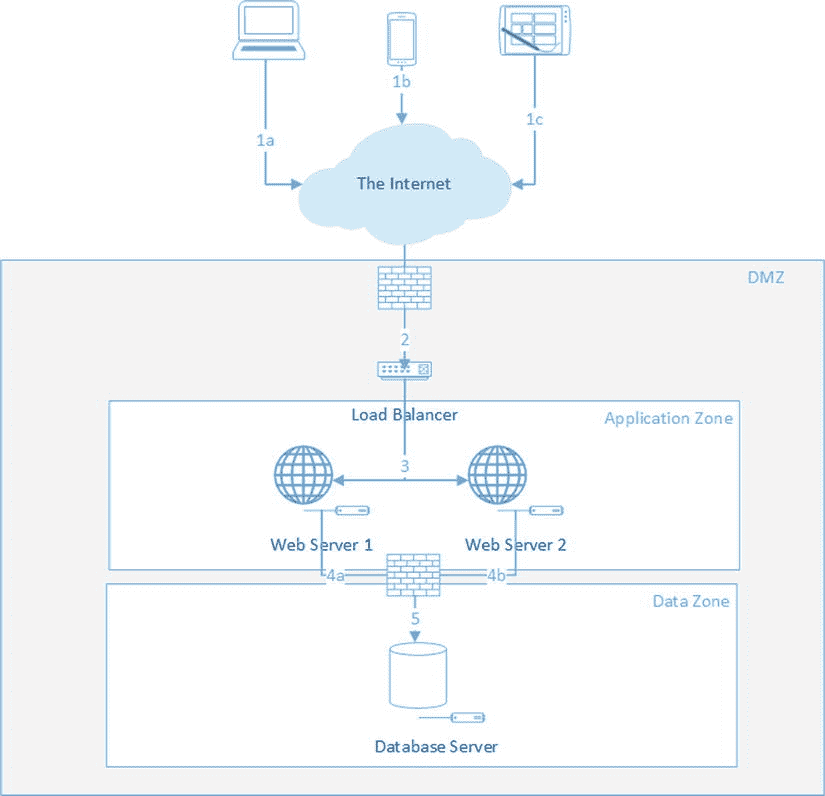 1b
1c
1a
The Internet
DMZ
2
Load Balancer
Application Zone
3
Web Server 1
Web Server 2
4a
4b
Data Zone
5
Database Server